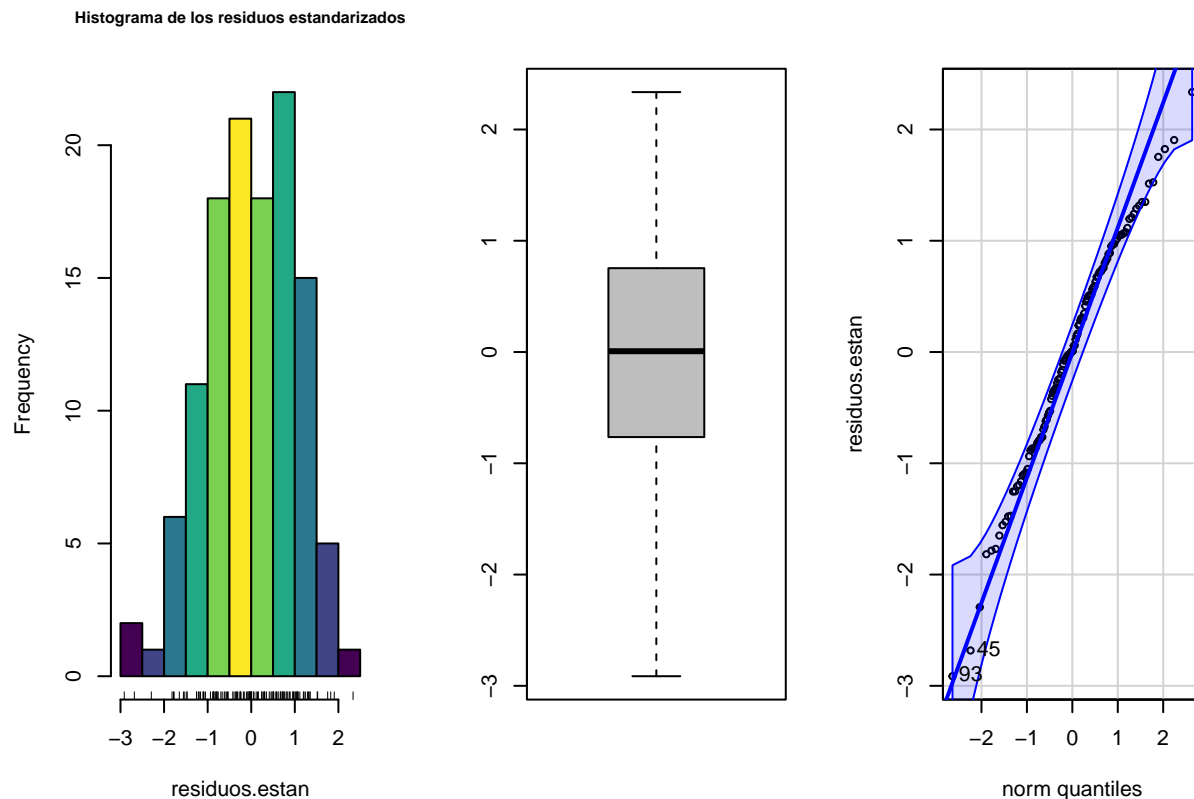 Histograma de los residuos estandarizados
Frequency
0
5
10
15
20
−3 −2 −1 0 1 2
residuos.estan
−3
−2
−1
0
1
2
residuos.estan
−3
−2
−1
0
1
2
45
93
−2 −1 0 1 2
norm quantiles